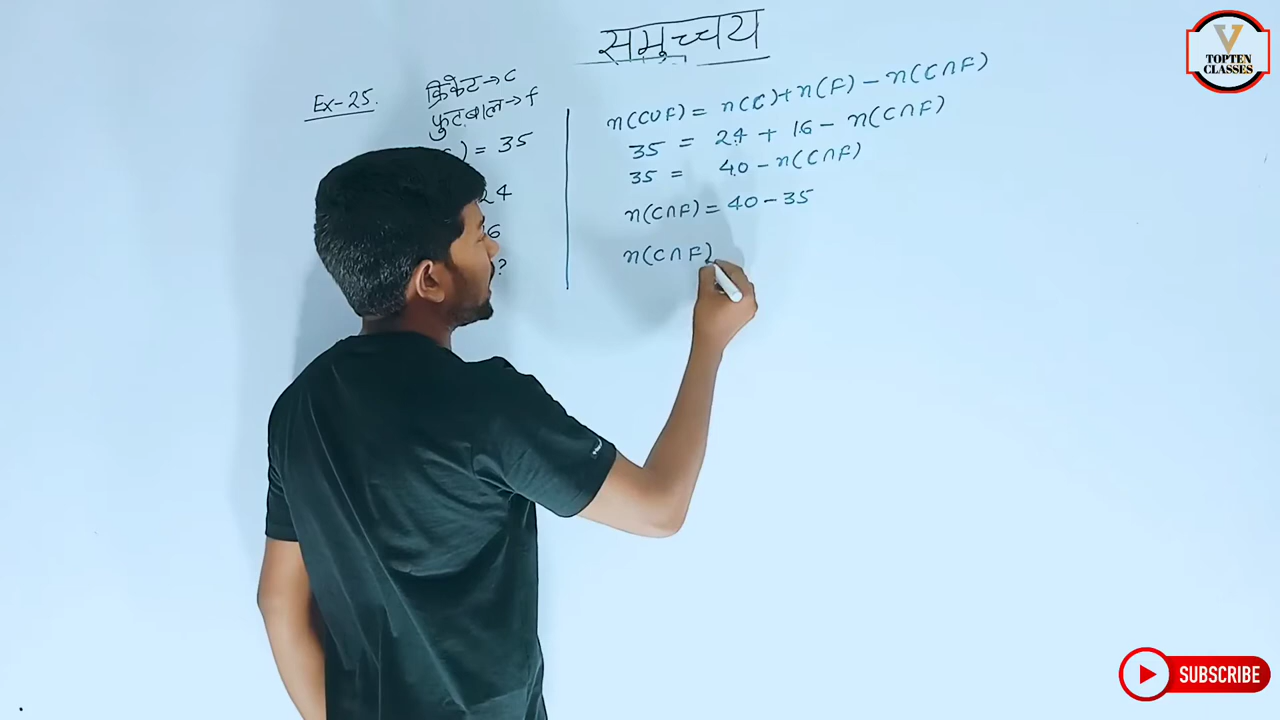 समुच्चय
Ex-25.
क्रिकेट→C
फुटबाल→f
) = 35
24
6
?
n(C∪F) = n(C)+n(F) – n(C∩F)
35 = 24 + 16 – n(C∩F)
35 = 40 – n(C∩F)
n(C∩F) = 40 – 35
n(C∩F)
V
TOPTEN
CLASSES
SUBSCRIBE